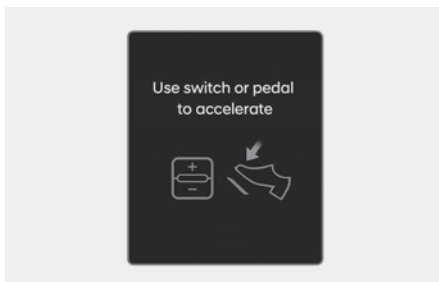 Use switch or pedal
to accelerate
+
−